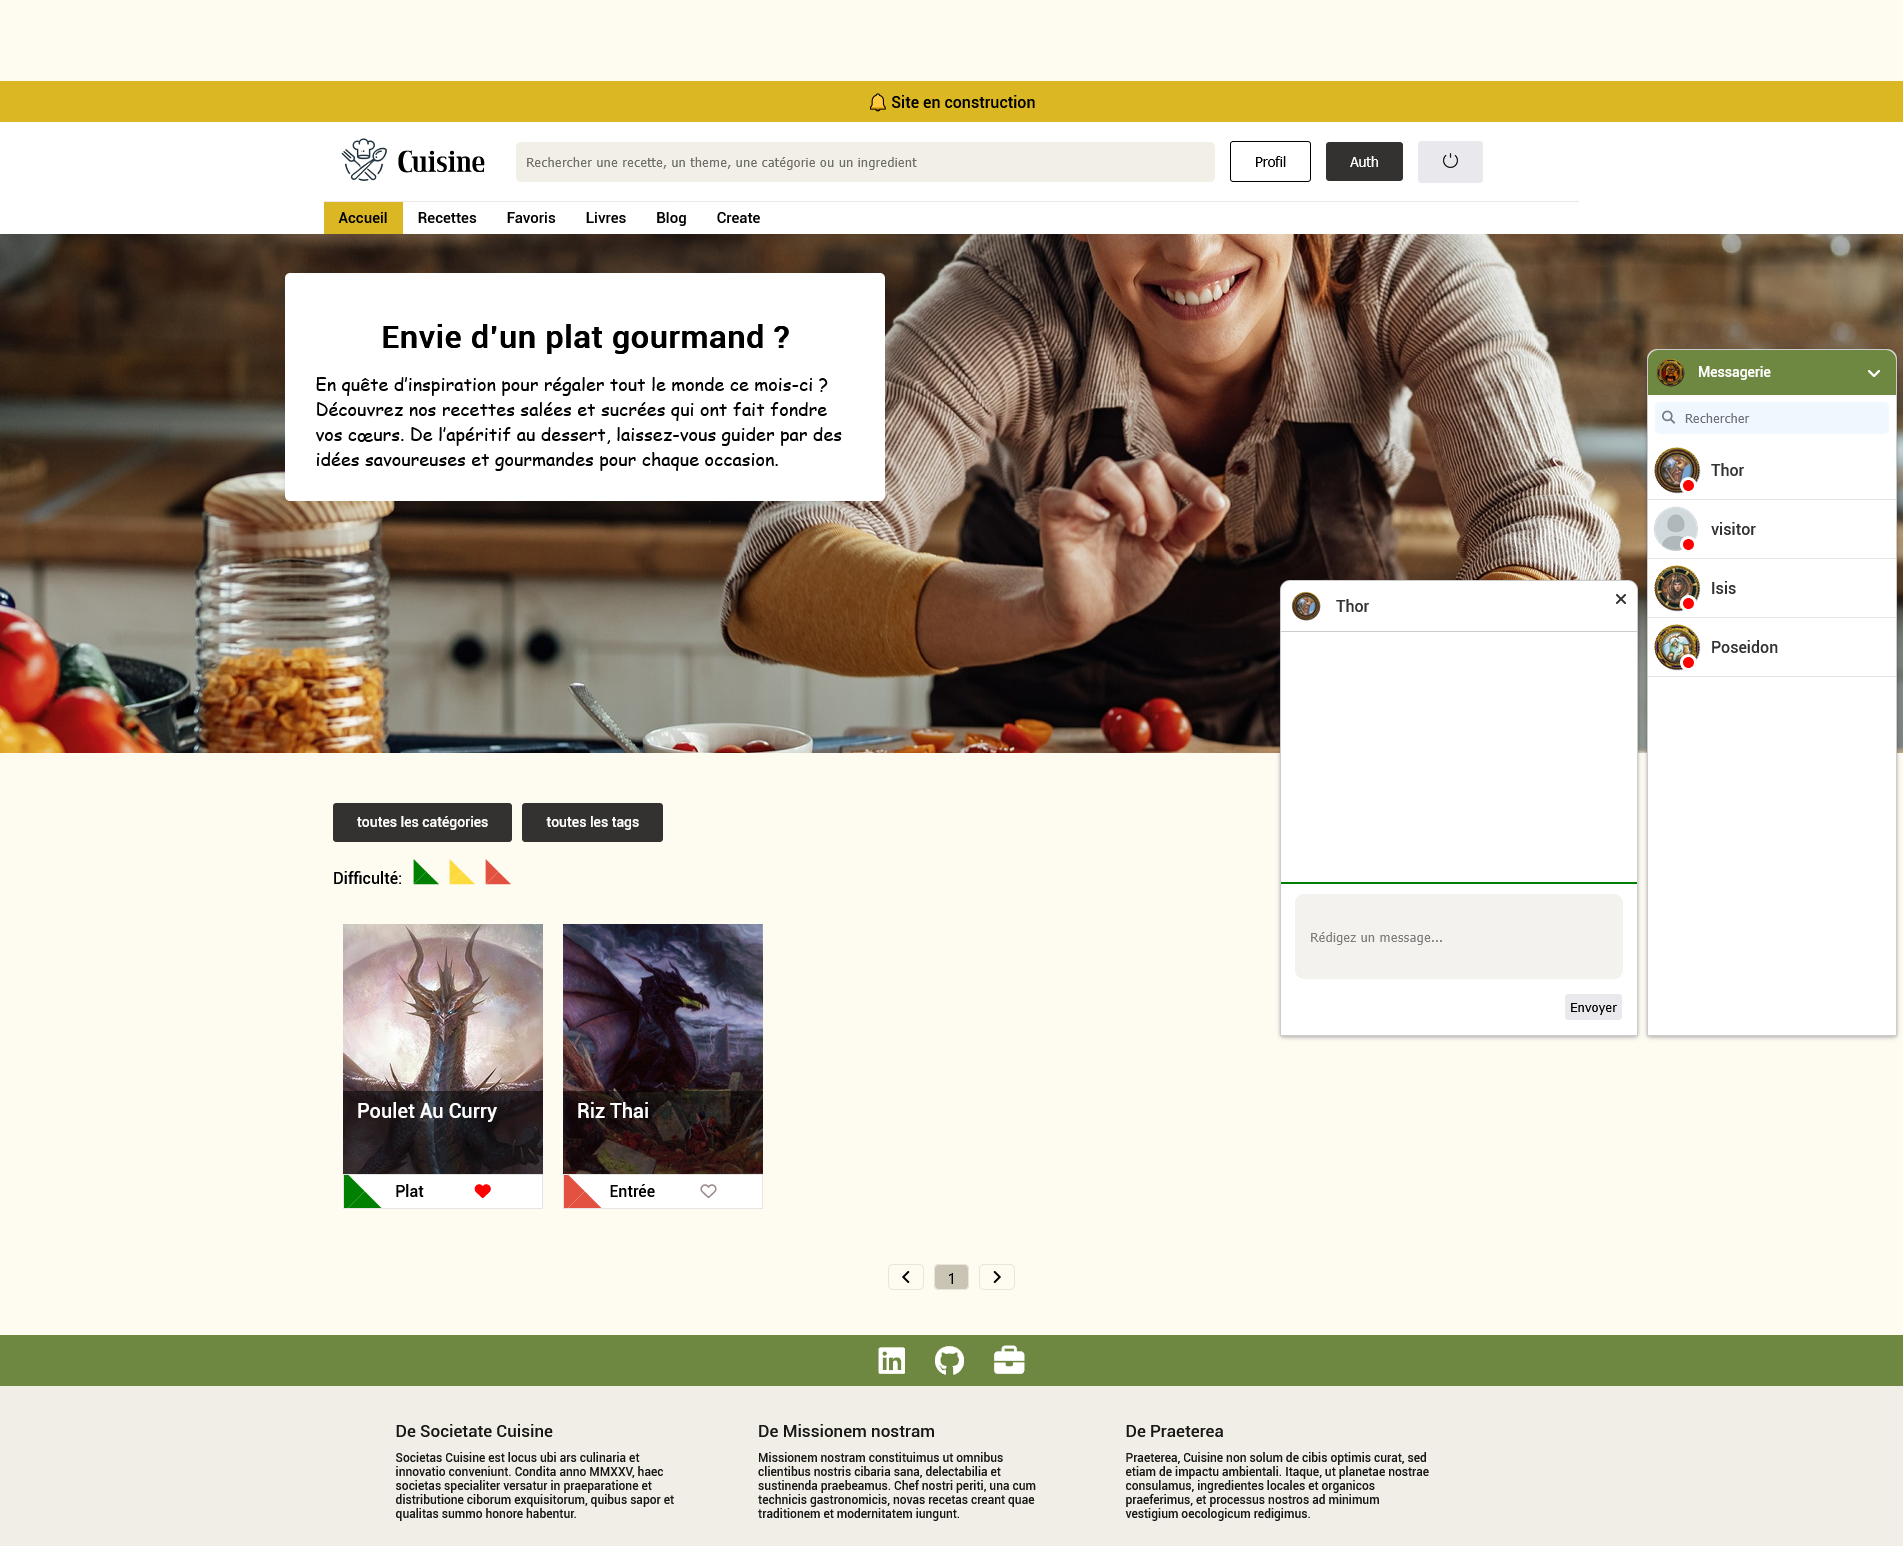 Site en construction
Cuisine
Rechercher une recette, un theme, une catégorie ou un ingredient
Profil
Auth
Accueil
Recettes
Favoris
Livres
Blog
Create
Envie d'un plat gourmand ?
En quête d'inspiration pour régaler tout le monde ce mois-ci ?
Découvrez nos recettes salées et sucrées qui ont fait fondre
vos cœurs. De l'apéritif au dessert, laissez-vous guider par des
idées savoureuses et gourmandes pour chaque occasion.
Messagerie
Rechercher
Thor
visitor
Isis
Poseidon
Thor
Rédigez un message...
Envoyer
toutes les catégories
toutes les tags
Difficulté:
Poulet Au Curry
Plat
Riz Thai
Entrée
1
De Societate Cuisine
Societas Cuisine est locus ubi ars culinaria et
innovatio conveniunt. Condita anno MMXXV, haec
societas specialiter versatur in praeparatione et
distributione ciborum exquisitorum, quibus sapor et
qualitas summo honore habentur.
De Missionem nostram
Missionem nostram constituimus ut omnibus
clientibus nostris cibaria sana, delectabilia et
sustinenda praebeamus. Chef nostri periti, una cum
technicis gastronomicis, novas recetas creant quae
traditionem et modernitatem iungunt.
De Praeterea
Praeterea, Cuisine non solum de cibis optimis curat, sed
etiam de impactu ambientali. Itaque, ut planetae nostrae
consulamus, ingredientes locales et organicos
praeferimus, et processus nostros ad minimum
vestigium oecologicum redigimus.